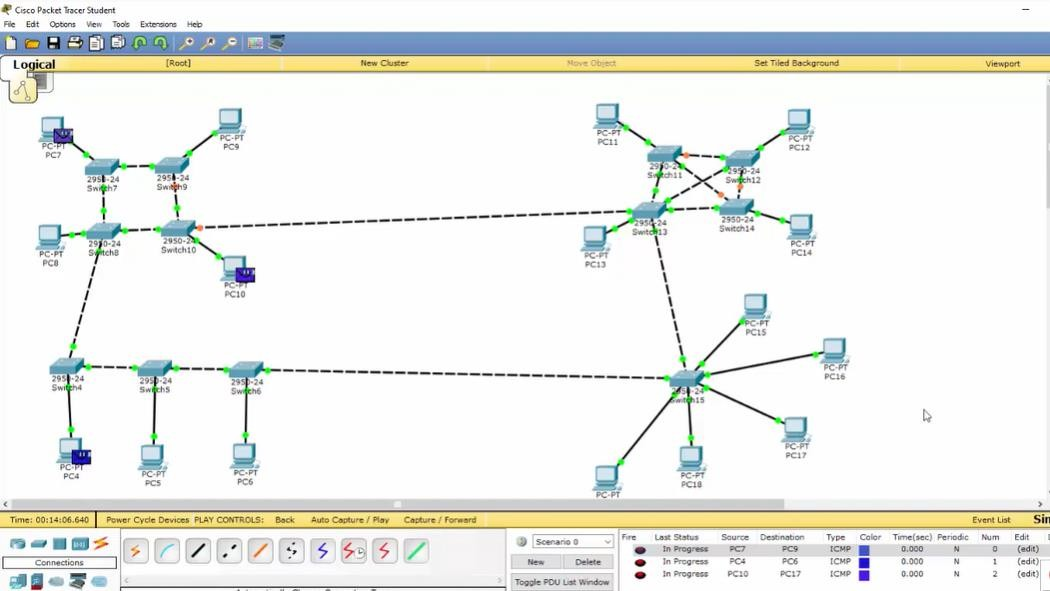 Cisco Packet Tracer Student
File Edit Options View Tools Extensions Help
Logical [Root] New Cluster Move Object Set Tiled Background Viewport
PC-PT
PC7
PC-PT
PC9
2950-24
Switch7
2950-24
Switch9
PC-PT
PC8
2950-24
Switch8
2950-24
Switch10
PC-PT
PC10
PC-PT
PC11
PC-PT
PC12
2950-24
Switch11
2950-24
Switch12
2950-24
Switch13
2950-24
Switch14
PC-PT
PC13
PC-PT
PC14
PC-PT
PC15
PC-PT
PC16
2950-24
Switch4
2950-24
Switch5
2950-24
Switch6
2950-24
Switch15
PC-PT
PC17
PC-PT
PC4
PC-PT
PC5
PC-PT
PC6
PC-PT
PC18
PC-PT
Time: 00:14:06.640 Power Cycle Devices PLAY CONTROLS: Back Auto Capture / Play Capture / Forward Event List Sim
Connections
Scenario 0
New Delete
Toggle PDU List Window
Fire Last Status Source Destination Type Color Time(sec) Periodic Num Edit
In Progress PC7 PC9 ICMP 0.000 N 0 (edit)
In Progress PC4 PC6 ICMP 0.000 N 1 (edit)
In Progress PC10 PC17 ICMP 0.000 N 2 (edit)